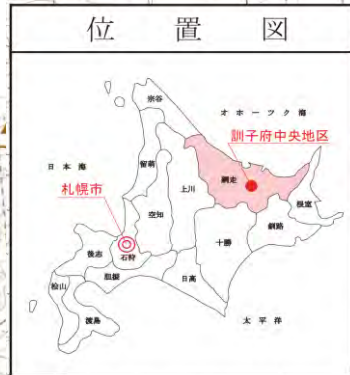 位置図
宗谷
オホーツク海
訓子府中央地区
留萌
網走
日本海
上川
札幌市
空知
根室
釧路
十勝
後志
石狩
胆振
日高
桧山
渡島
太平洋